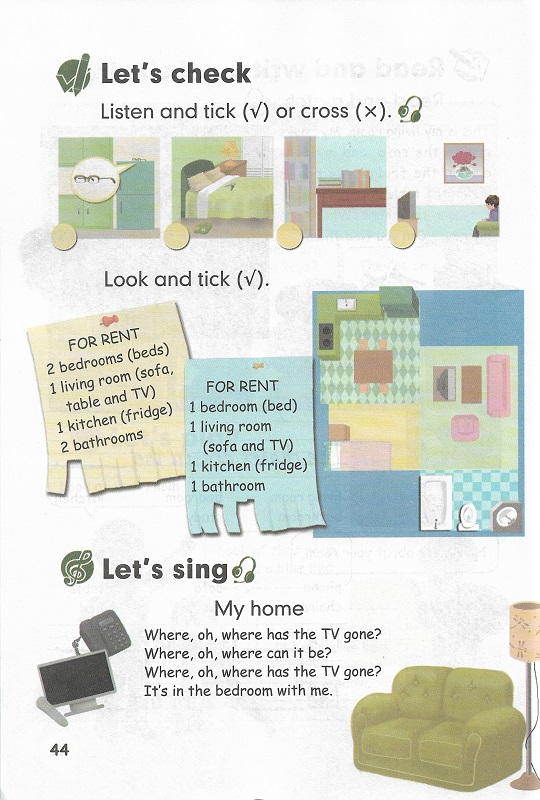 Let's check
Listen and tick (√) or cross (×).
Look and tick (√).
FOR RENT
2 bedrooms (beds)
1 living room (sofa,
table and TV)
1 kitchen (fridge)
2 bathrooms
FOR RENT
1 bedroom (bed)
1 living room
(sofa and TV)
1 kitchen (fridge)
1 bathroom
Let's sing
My home
Where, oh, where has the TV gone?
Where, oh, where can it be?
Where, oh, where has the TV gone?
It's in the bedroom with me.
44